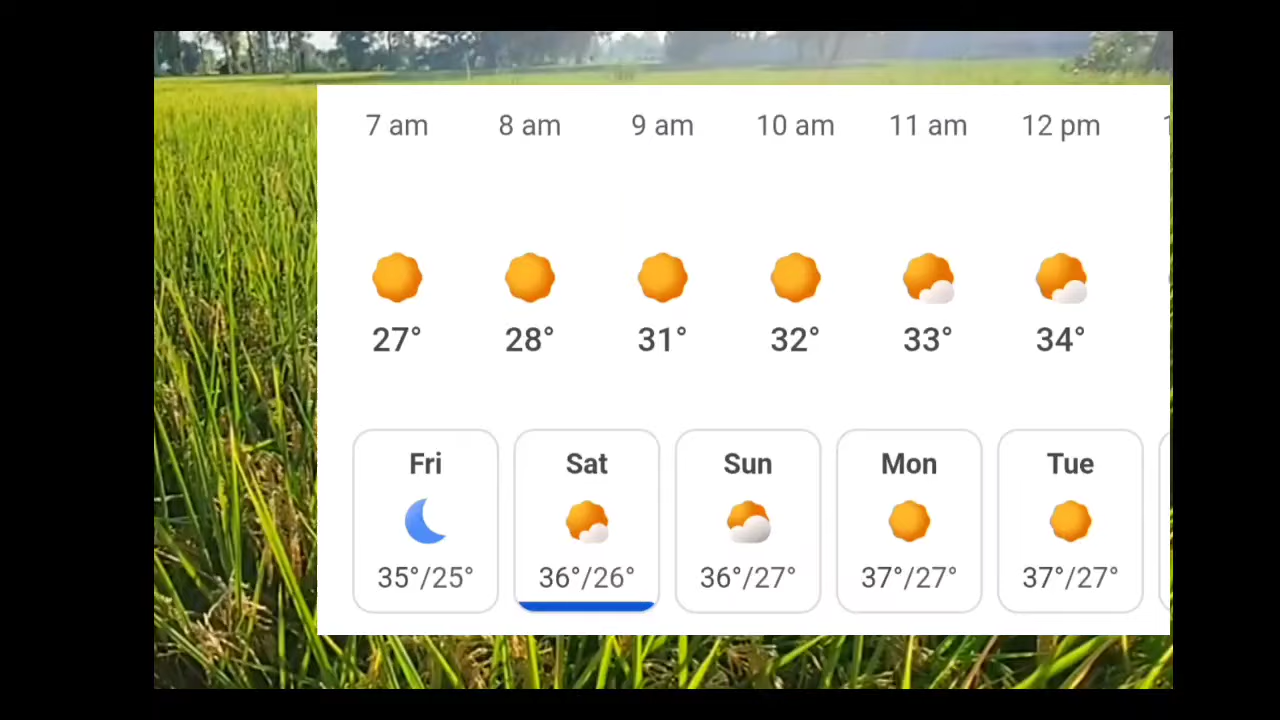 7 am 8 am 9 am 10 am 11 am 12 pm
27° 28° 31° 32° 33° 34°
Fri Sat Sun Mon Tue
35°/25° 36°/26° 36°/27° 37°/27° 37°/27°